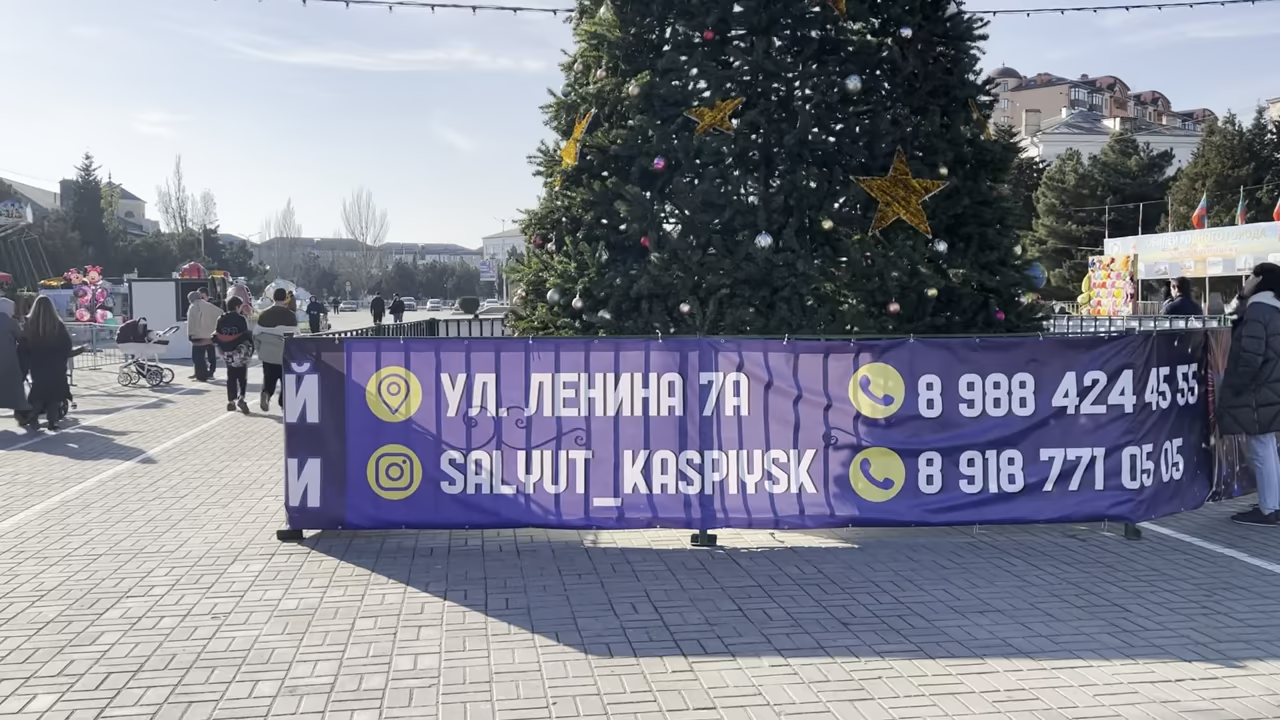 Й
УЛ. ЛЕНИНА 7А
8 988 424 45 55
И
SALYUT_KASPIYSK
8 918 771 05 05